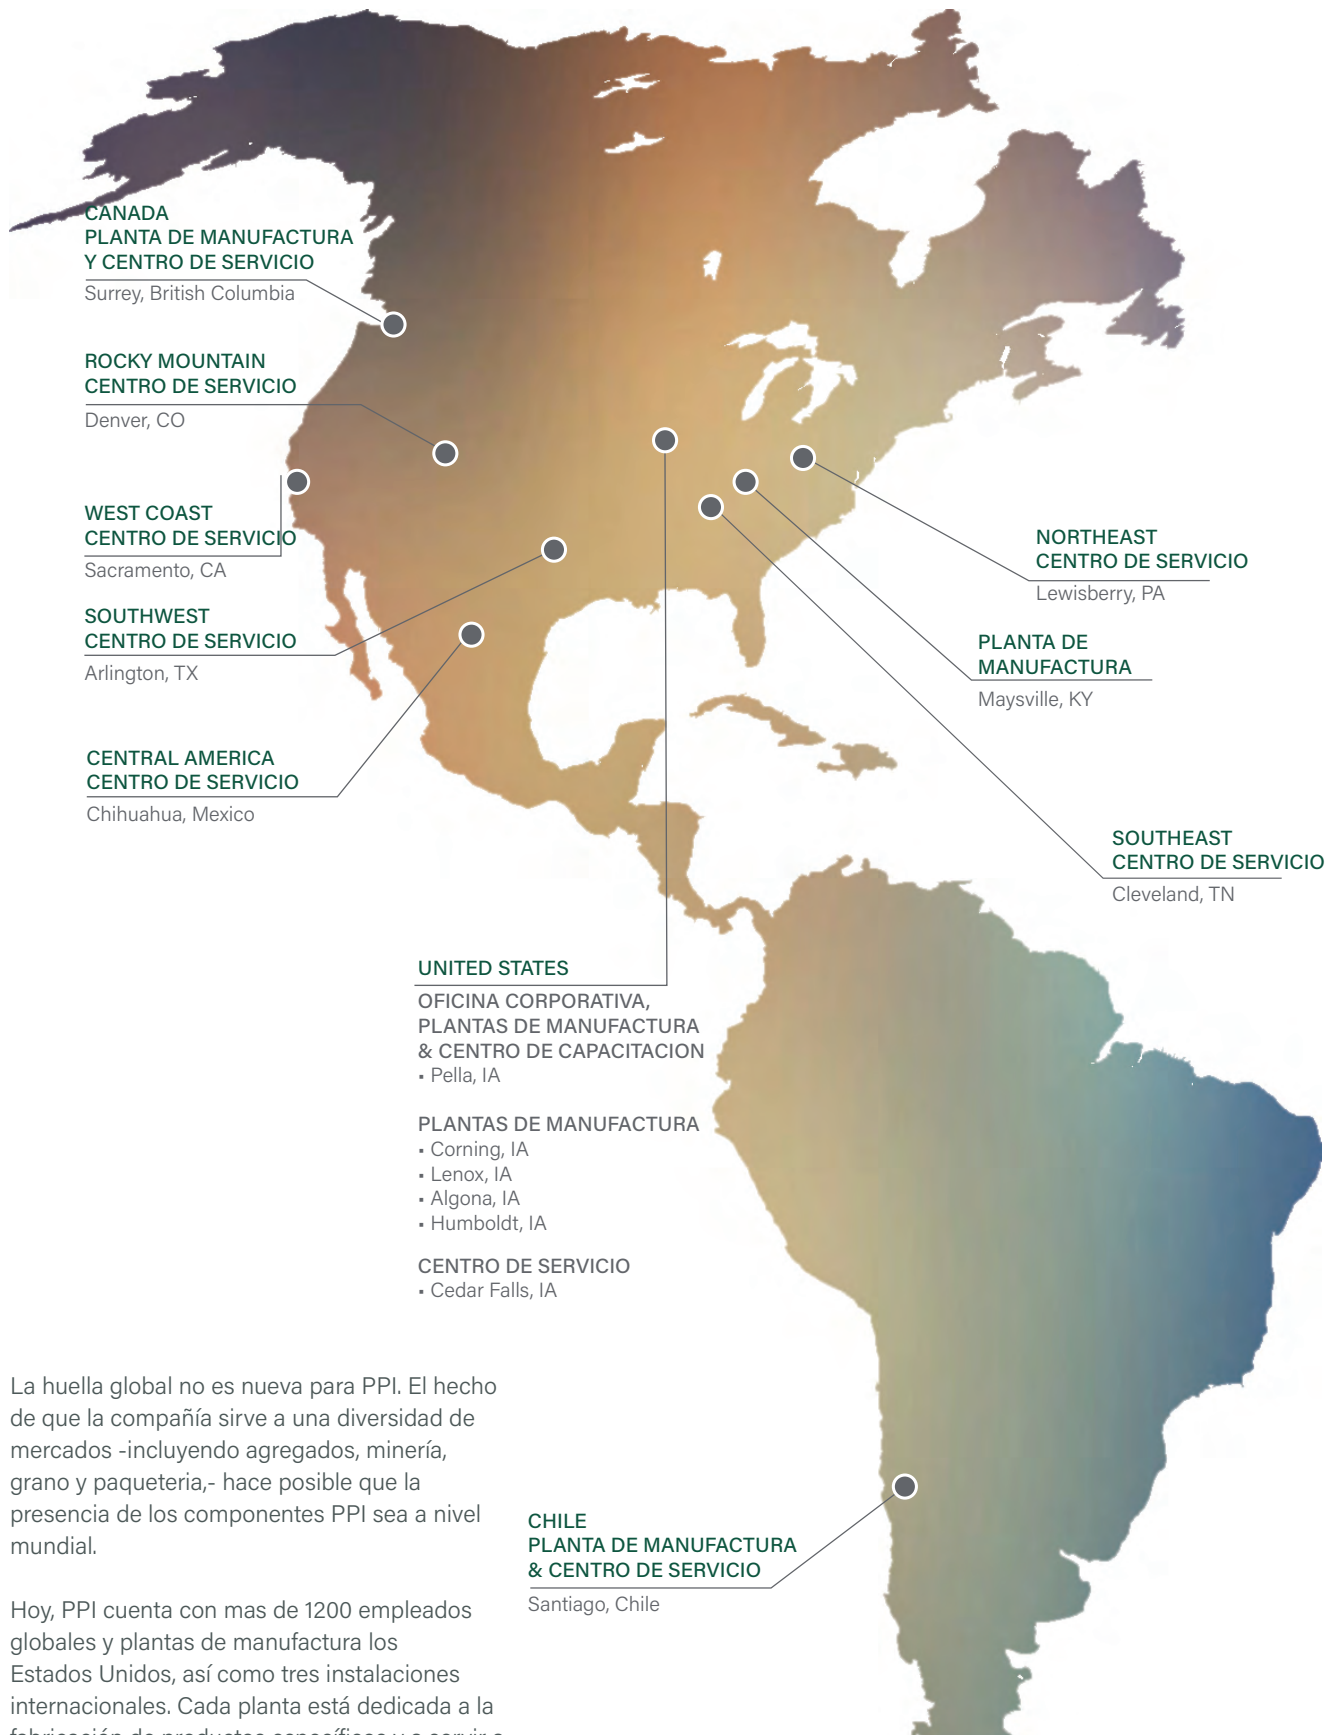 CANADA
PLANTA DE MANUFACTURA
Y CENTRO DE SERVICIO
Surrey, British Columbia
ROCKY MOUNTAIN
CENTRO DE SERVICIO
Denver, CO
WEST COAST
CENTRO DE SERVICIO
Sacramento, CA
SOUTHWEST
CENTRO DE SERVICIO
Arlington, TX
CENTRAL AMERICA
CENTRO DE SERVICIO
Chihuahua, Mexico
NORTHEAST
CENTRO DE SERVICIO
Lewisberry, PA
PLANTA DE
MANUFACTURA
Maysville, KY
SOUTHEAST
CENTRO DE SERVICIO
Cleveland, TN
UNITED STATES
OFICINA CORPORATIVA,
PLANTAS DE MANUFACTURA
& CENTRO DE CAPACITACION
▪ Pella, IA
PLANTAS DE MANUFACTURA
▪ Corning, IA
▪ Lenox, IA
▪ Algona, IA
▪ Humboldt, IA
CENTRO DE SERVICIO
▪ Cedar Falls, IA
La huella global no es nueva para PPI. El hecho
de que la compañía sirve a una diversidad de
mercados -incluyendo agregados, minería,
grano y paqueteria,- hace posible que la
presencia de los componentes PPI sea a nivel
mundial.
Hoy, PPI cuenta con mas de 1200 empleados
globales y plantas de manufactura los
Estados Unidos, así como tres instalaciones
internacionales. Cada planta está dedicada a la
fabricación de productos específicos y a servir a
CHILE
PLANTA DE MANUFACTURA
& CENTRO DE SERVICIO
Santiago, Chile